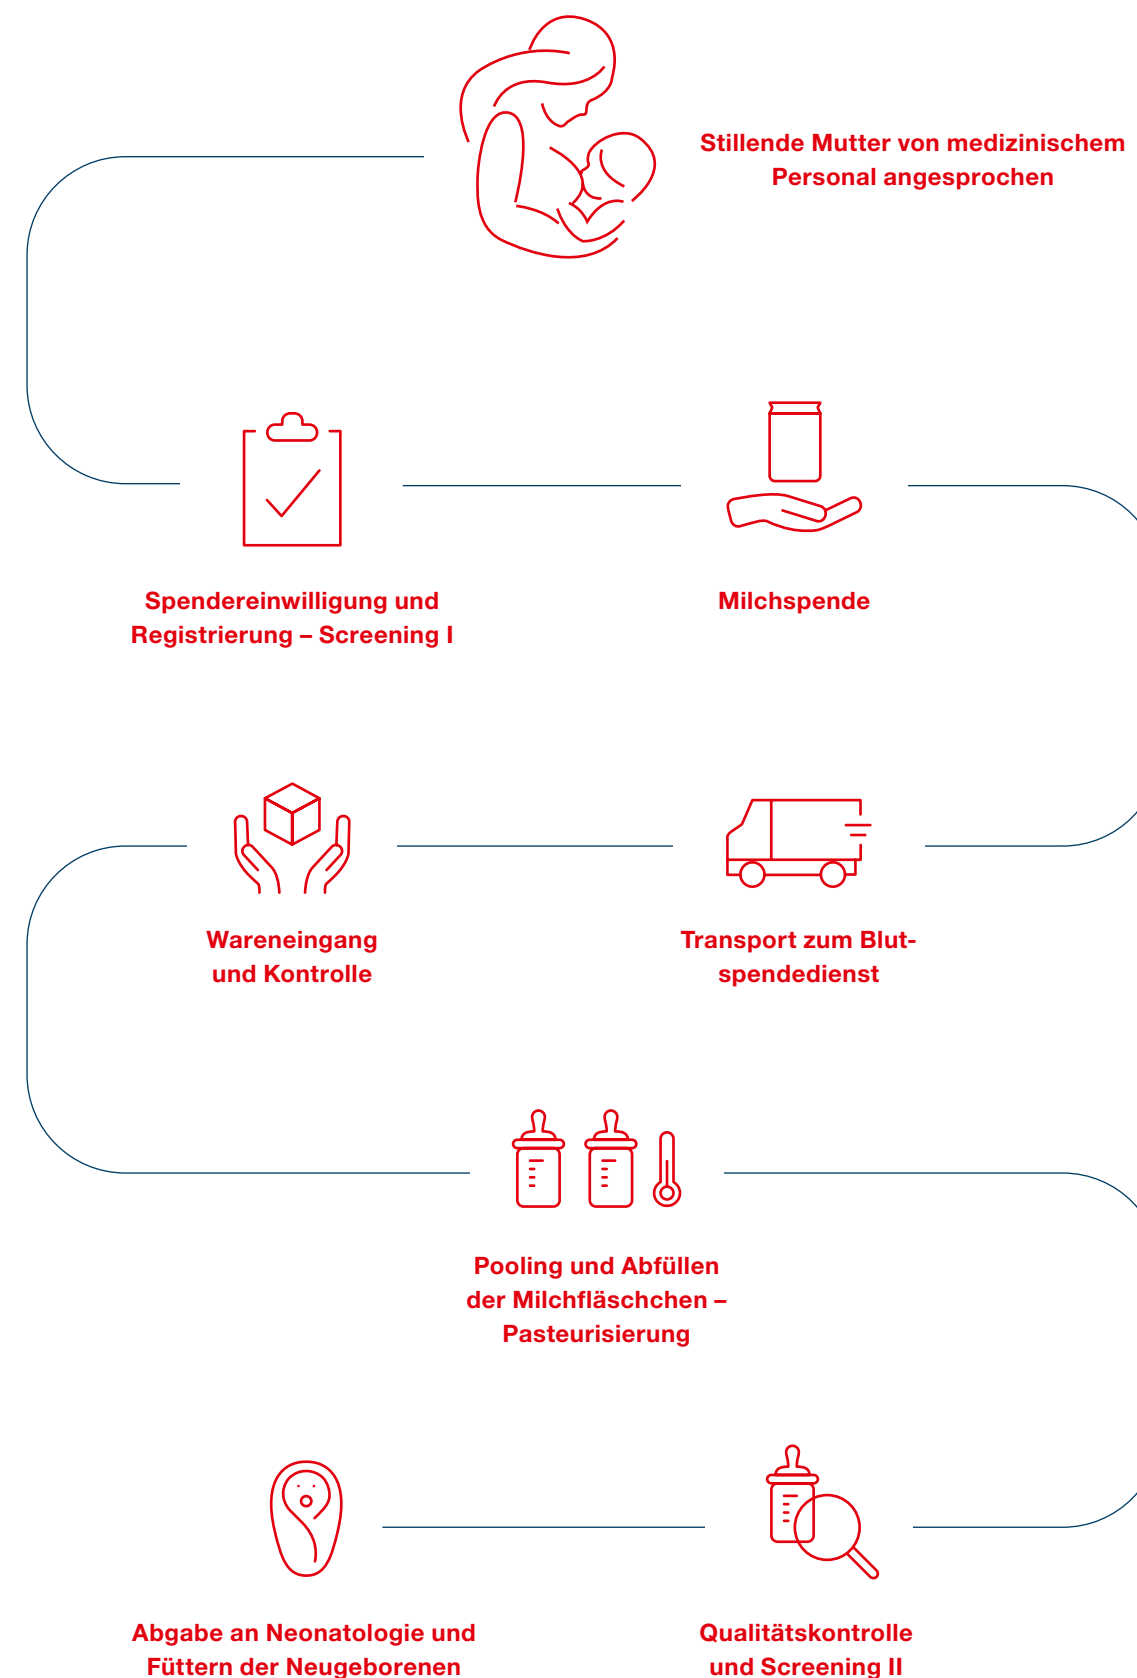 Stillende Mutter von medizinischem
Personal angesprochen
Spendereinwilligung und
Registrierung – Screening I
Milchspende
Transport zum Blut-
spendedienst
Wareneingang
und Kontrolle
Pooling und Abfüllen
der Milchfläschchen –
Pasteurisierung
Qualitätskontrolle
und Screening II
Abgabe an Neonatologie und
Füttern der Neugeborenen